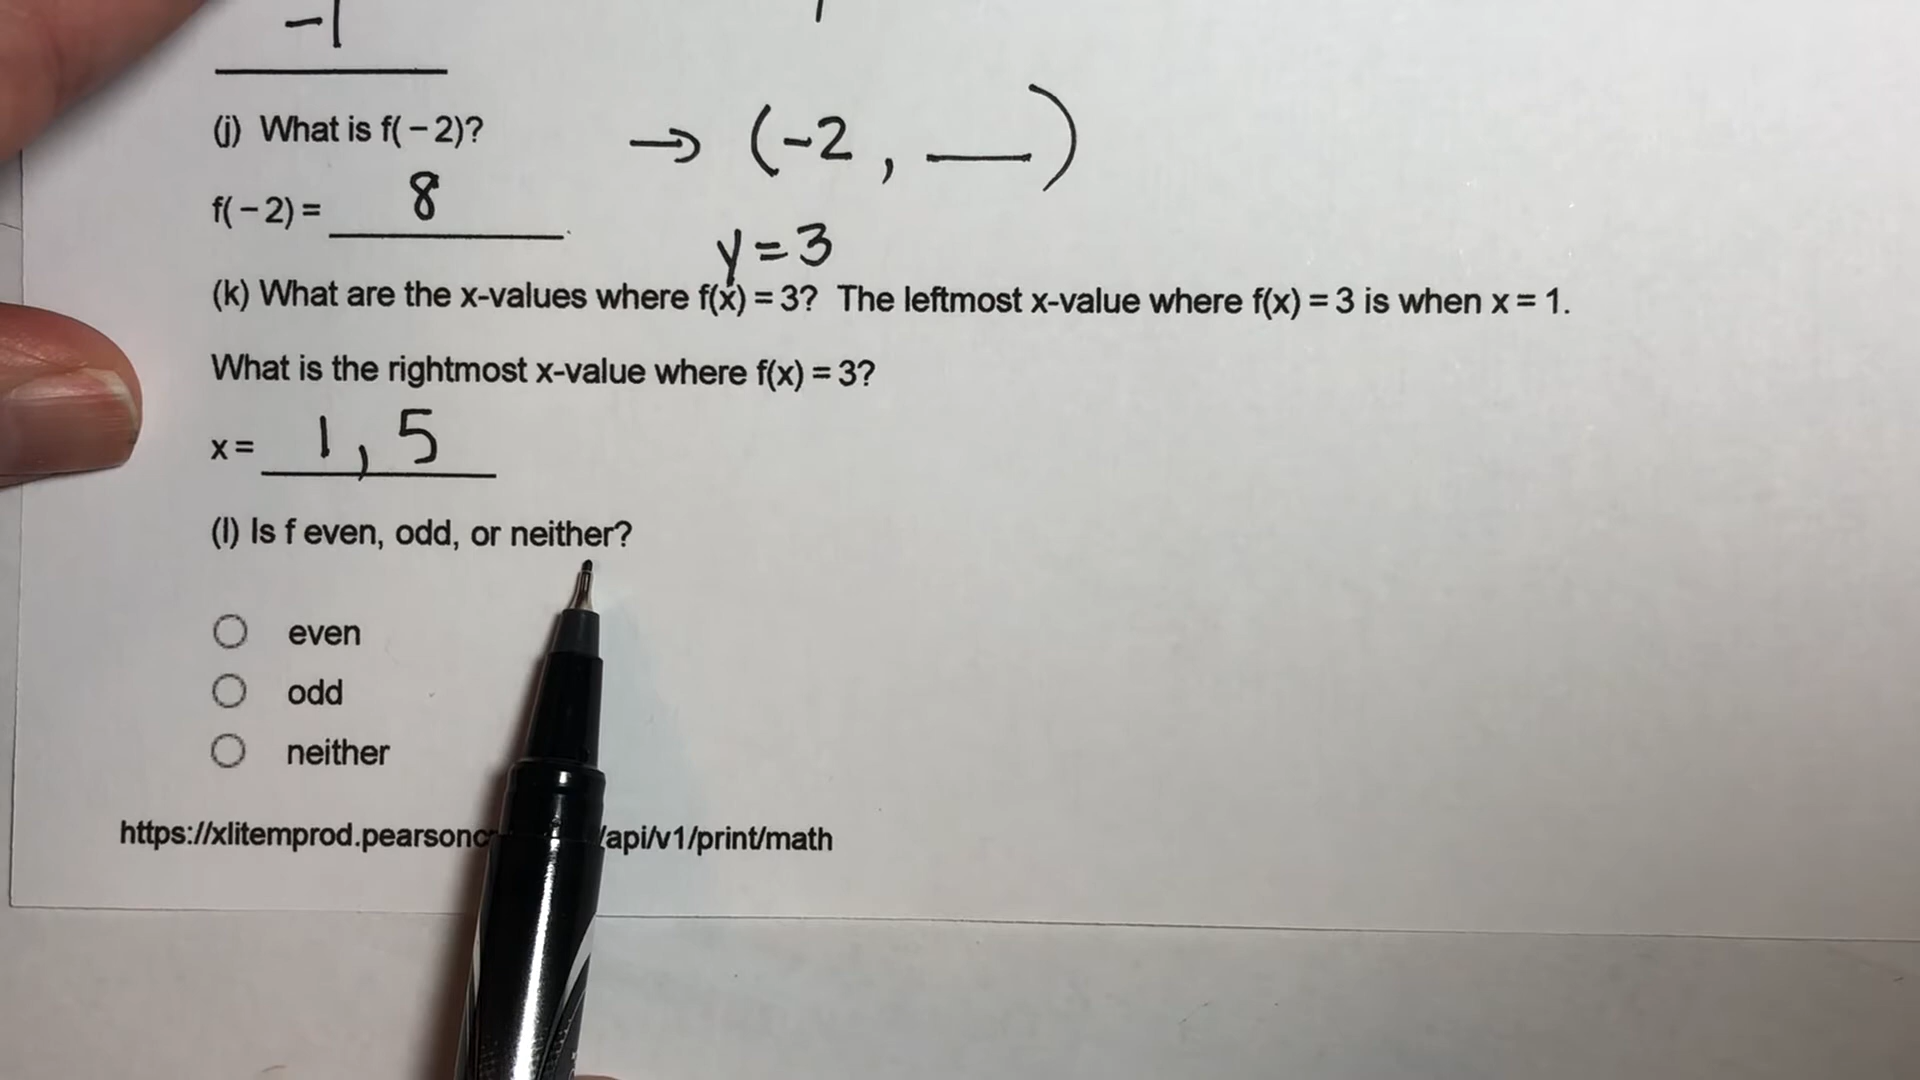 -1
(j) What is f( – 2)?
→ (-2 , __)
f( – 2) = 8
y = 3
(k) What are the x-values where f(x) = 3? The leftmost x-value where f(x) = 3 is when x = 1.
What is the rightmost x-value where f(x) = 3?
x = 1 , 5
(l) Is f even, odd, or neither?
even
odd
neither
https://xlitemprod.pearsonc /api/v1/print/math